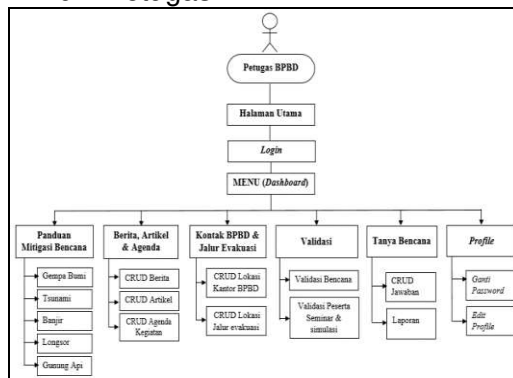 Petugas BPBD
Halaman Utama
Login
MENU (Dashboard)
Panduan
Mitigasi Bencana
Gempa Bumi
Tsunami
Banjir
Longsor
Gunung Api
Berita, Artikel
& Agenda
CRUD Berita
CRUD Artikel
CRUD Agenda
Kegiatan
Kontak BPBD &
Jalur Evakuasi
CRUD Lokasi
Kantor BPBD
CRUD Lokasi
Jalur evakuasi
Validasi
Validasi Bencana
Validasi Peserta
Seminar &
simulasi
Tanya Bencana
CRUD
Jawaban
Laporan
Profile
Ganti
Password
Edit
Profile